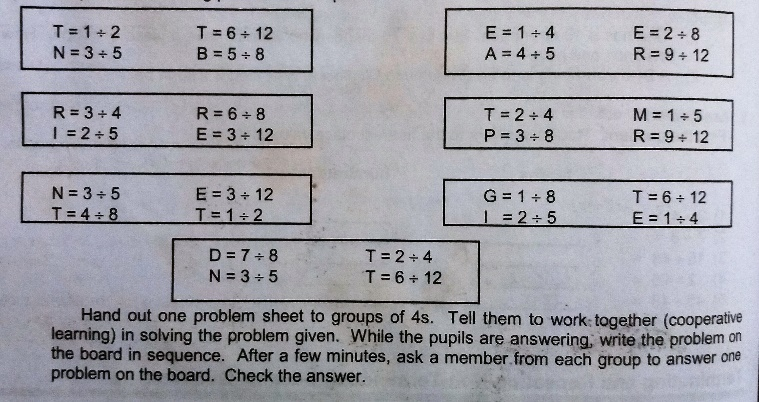 T = 1 ÷ 2 T = 6 ÷ 12
N = 3 ÷ 5 B = 5 ÷ 8
E = 1 ÷ 4 E = 2 ÷ 8
A = 4 ÷ 5 R = 9 ÷ 12
R = 3 ÷ 4 R = 6 ÷ 8
I = 2 ÷ 5 E = 3 ÷ 12
T = 2 ÷ 4 M = 1 ÷ 5
P = 3 ÷ 8 R = 9 ÷ 12
N = 3 ÷ 5 E = 3 ÷ 12
T = 4 ÷ 8 T = 1 ÷ 2
G = 1 ÷ 8 T = 6 ÷ 12
I = 2 ÷ 5 E = 1 ÷ 4
D = 7 ÷ 8 T = 2 ÷ 4
N = 3 ÷ 5 T = 6 ÷ 12
Hand out one problem sheet to groups of 4s. Tell them to work together (cooperative
learning) in solving the problem given. While the pupils are answering, write the problem on
the board in sequence. After a few minutes, ask a member from each group to answer one
problem on the board. Check the answer.